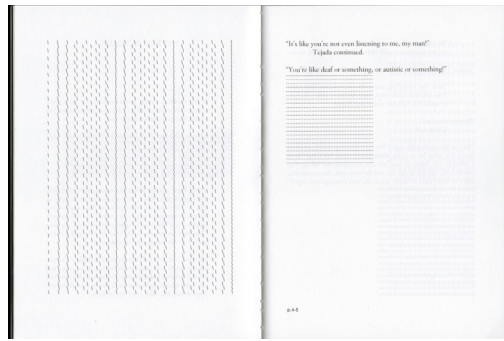 "It's like you're not even listening to me, my man!"
Tejada continued.
"You're like deaf or something, or autistic or something!"
p.4-5